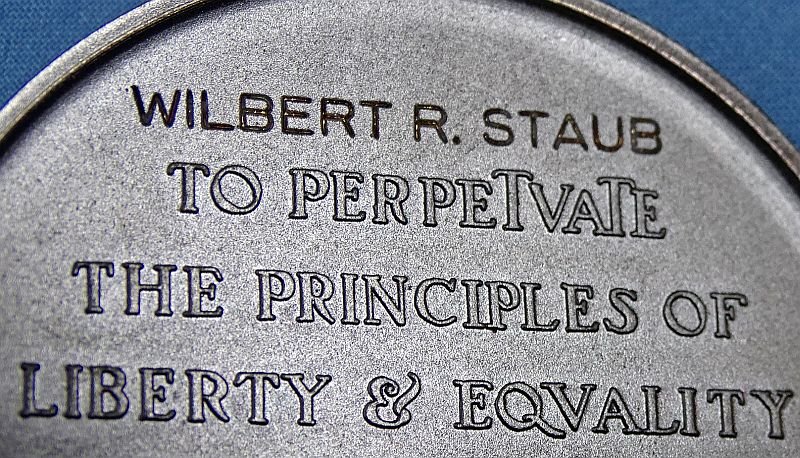 WILBERT R. STAUB
TO PERPETVATE
THE PRINCIPLES OF
LIBERTY & EQVALITY